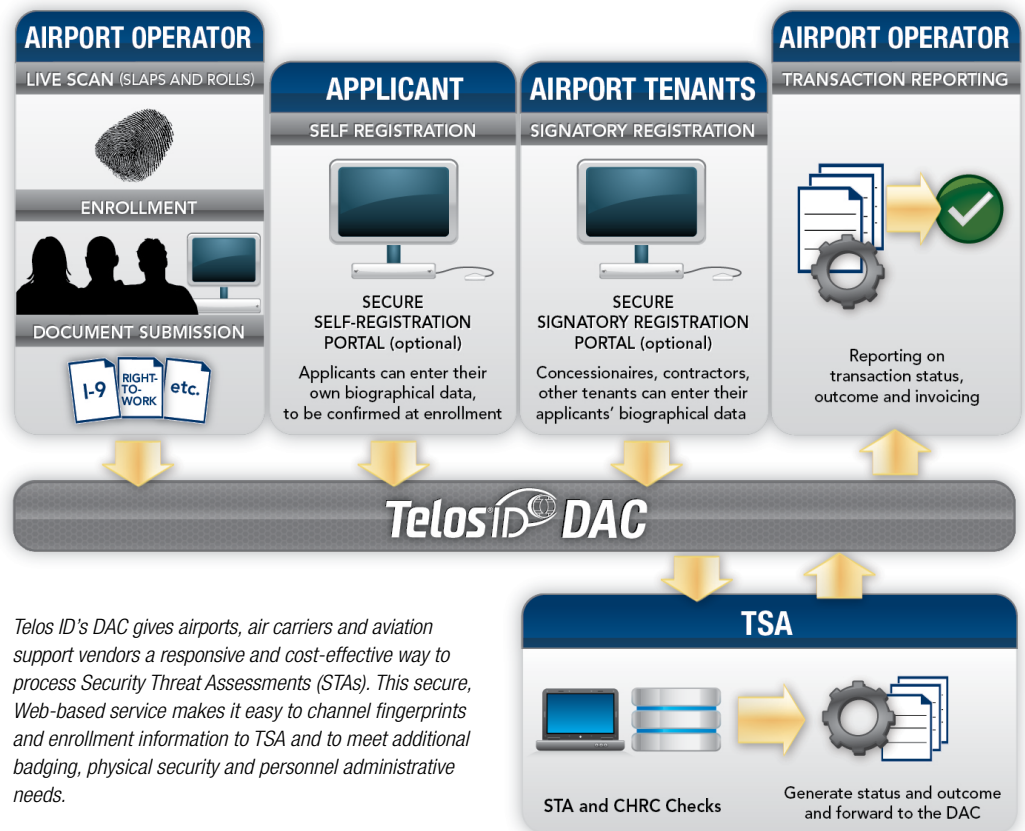 AIRPORT OPERATOR
LIVE SCAN (SLAPS AND ROLLS)
ENROLLMENT
DOCUMENT SUBMISSION
I-9
RIGHT-
TO-
WORK
etc.
APPLICANT
SELF REGISTRATION
SECURE
SELF-REGISTRATION
PORTAL (optional)
Applicants can enter their
own biographical data,
to be confirmed at enrollment
AIRPORT TENANTS
SIGNATORY REGISTRATION
SECURE
SIGNATORY REGISTRATION
PORTAL (optional)
Concessionaires, contractors,
other tenants can enter their
applicants' biographical data
AIRPORT OPERATOR
TRANSACTION REPORTING
Reporting on
transaction status,
outcome and invoicing
Telos® ID DAC
Telos ID's DAC gives airports, air carriers and aviation
support vendors a responsive and cost-effective way to
process Security Threat Assessments (STAs). This secure,
Web-based service makes it easy to channel fingerprints
and enrollment information to TSA and to meet additional
badging, physical security and personnel administrative
needs.
TSA
STA and CHRC Checks
Generate status and outcome
and forward to the DAC